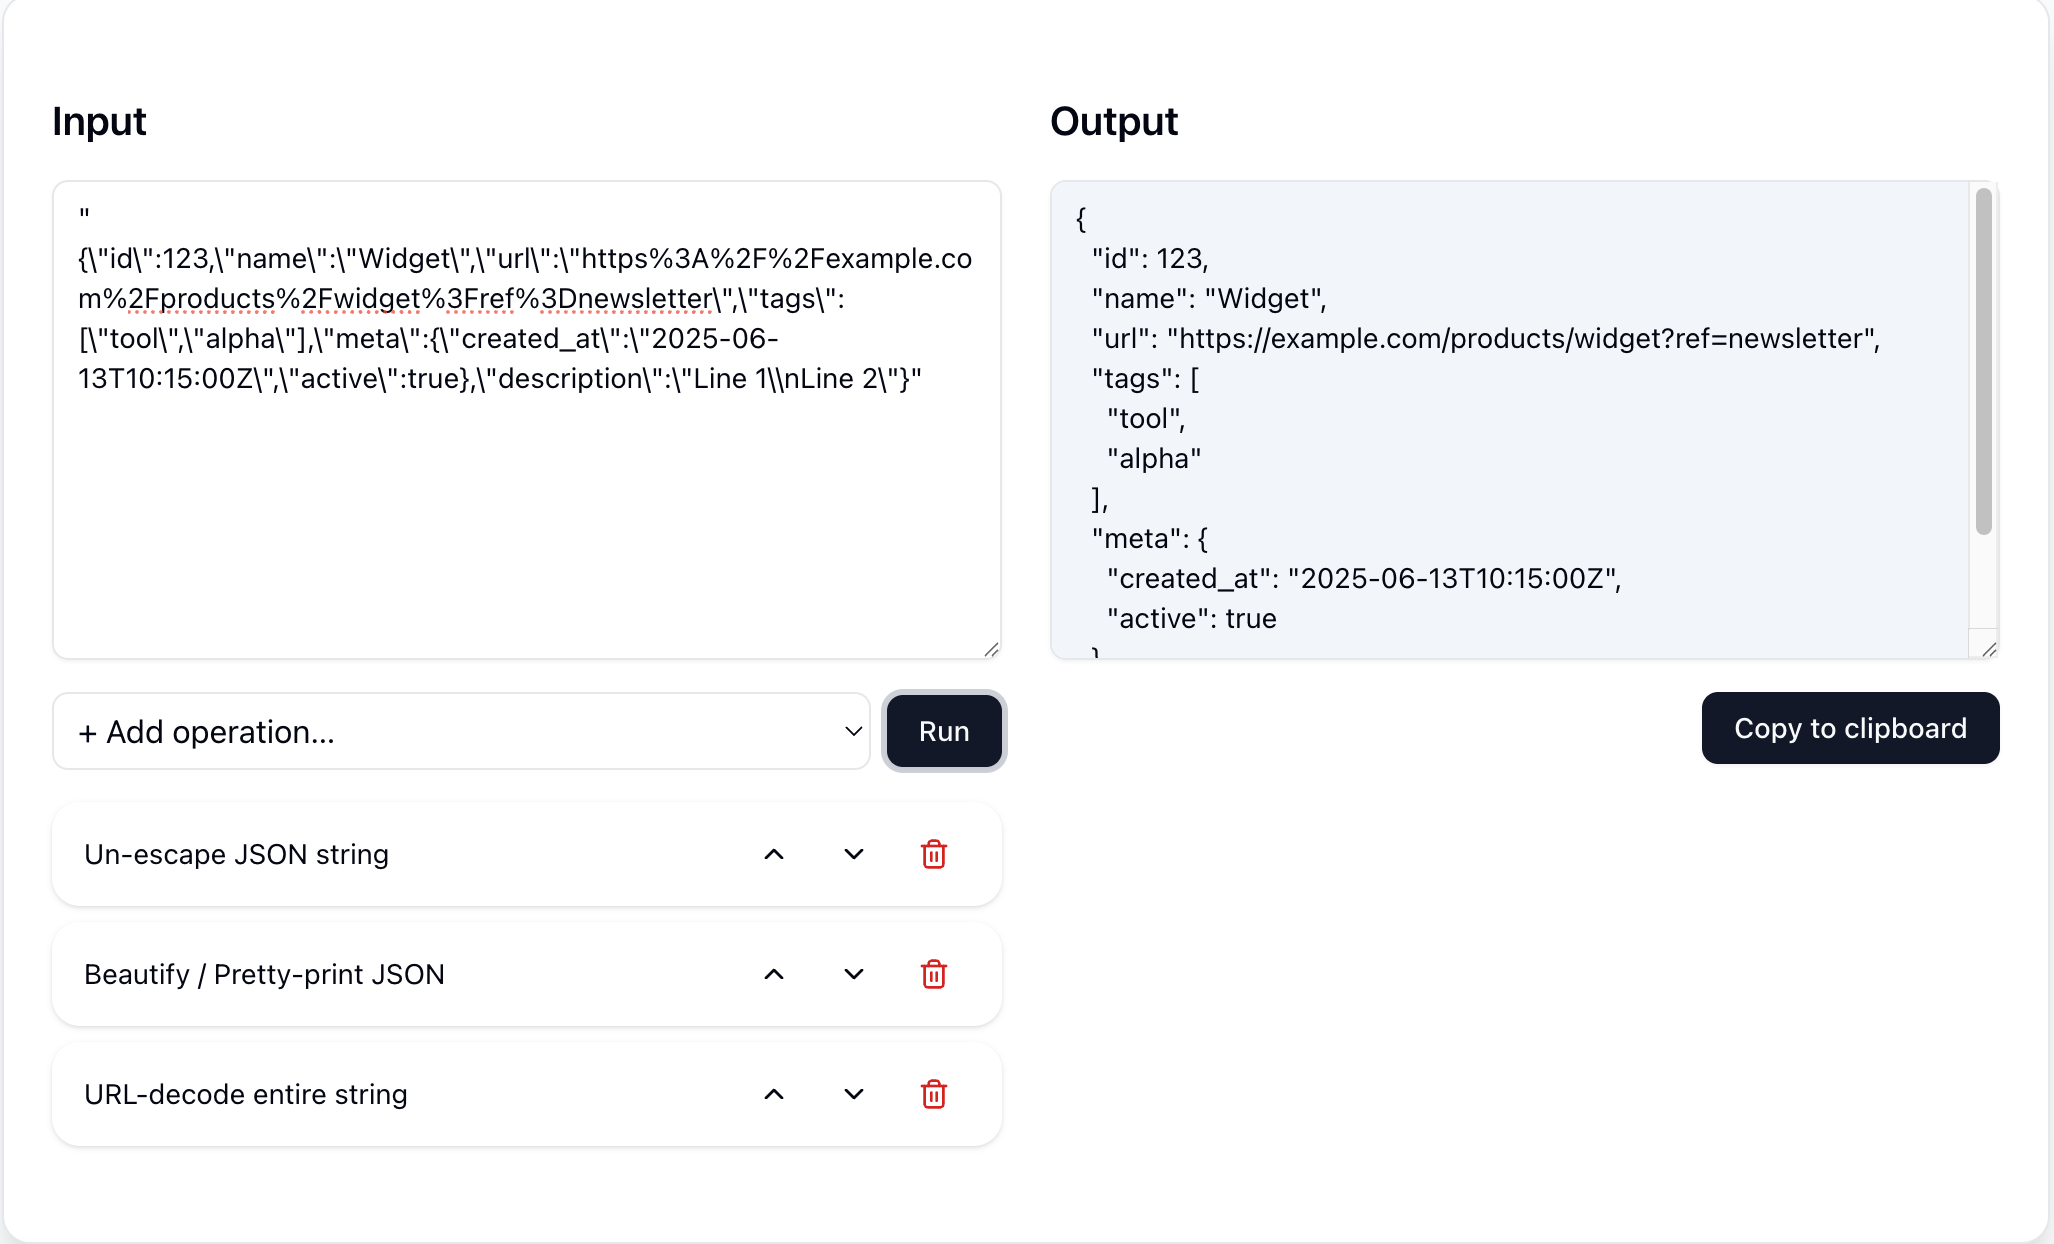 Input
"
{\"id\":123,\"name\":\"Widget\",\"url\":\"https%3A%2F%2Fexample.co
m%2Fproducts%2Fwidget%3Fref%3Dnewsletter\",\"tags\":
[\"tool\",\"alpha\"],\"meta\":{\"created_at\":\"2025-06-
13T10:15:00Z\",\"active\":true},\"description\":\"Line 1\\nLine 2\"}"
+ Add operation...
Run
Un-escape JSON string
Beautify / Pretty-print JSON
URL-decode entire string
Output
{
  "id": 123,
  "name": "Widget",
  "url": "https://example.com/products/widget?ref=newsletter",
  "tags": [
    "tool",
    "alpha"
  ],
  "meta": {
    "created_at": "2025-06-13T10:15:00Z",
    "active": true
  }
Copy to clipboard